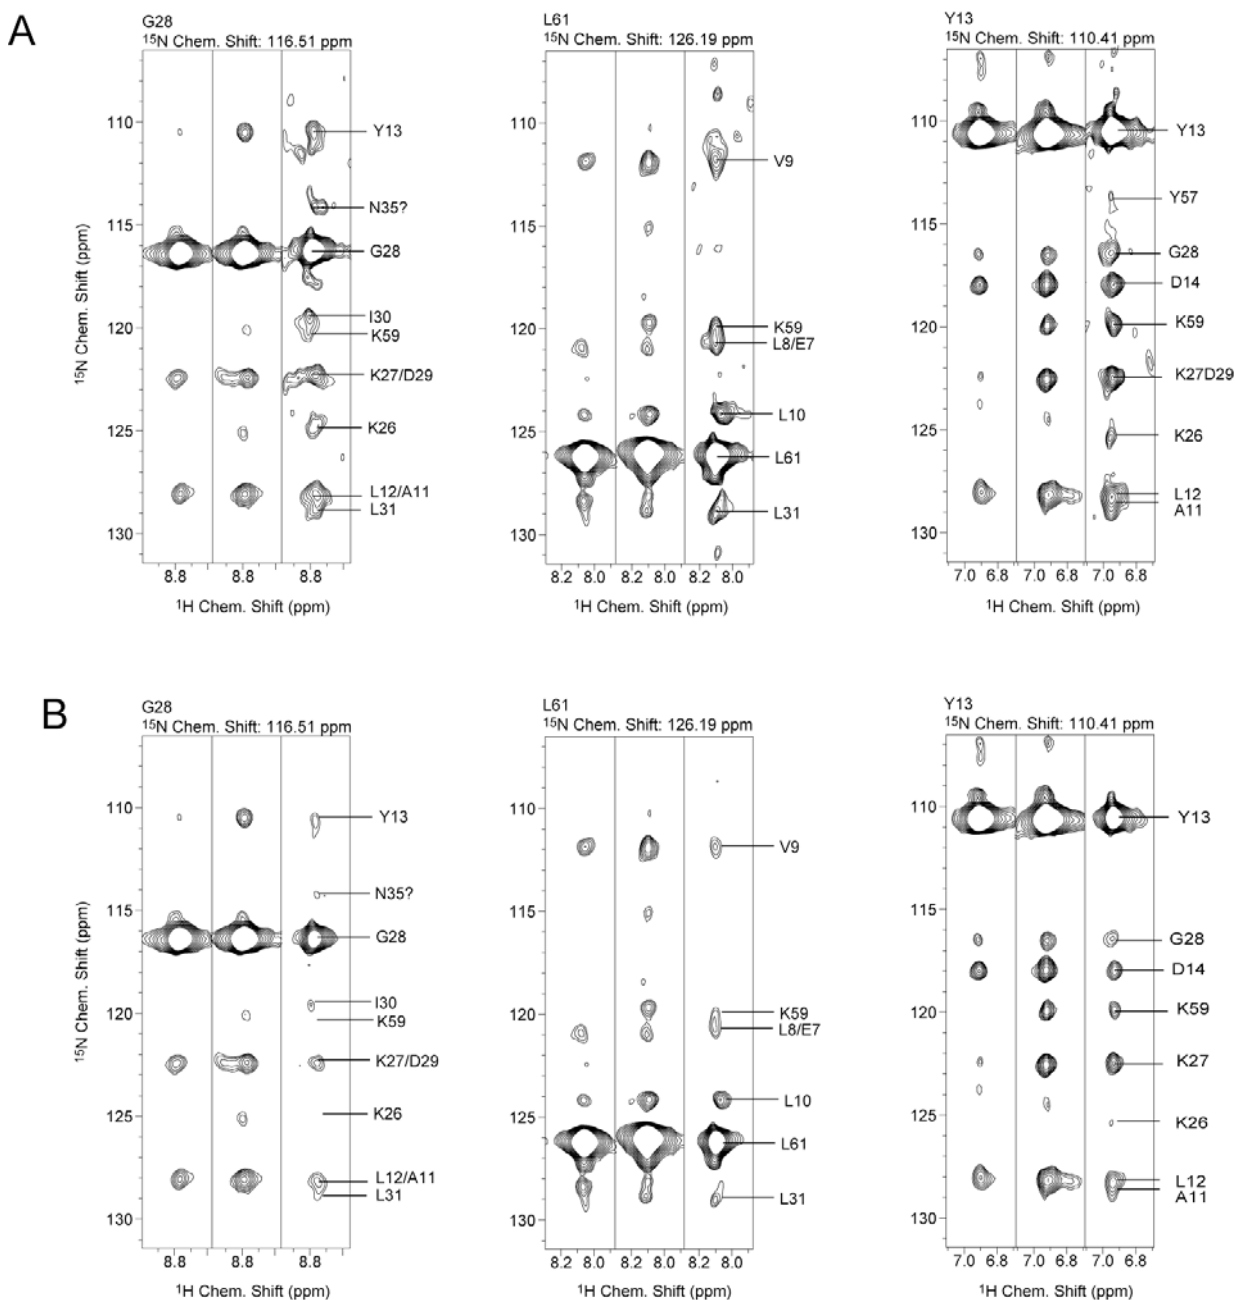 A
G28
15N Chem. Shift: 116.51 ppm
110
115
120
125
130
15N Chem. Shift (ppm)
Y13
N35?
G28
I30
K59
K27/D29
K26
L12/A11
L31
8.8 8.8 8.8
1H Chem. Shift (ppm)
L61
15N Chem. Shift: 126.19 ppm
110
115
120
125
130
V9
K59
L8/E7
L10
L61
L31
8.2 8.0 8.2 8.0 8.2 8.0
1H Chem. Shift (ppm)
Y13
15N Chem. Shift: 110.41 ppm
110
115
120
125
130
Y13
Y57
G28
D14
K59
K27D29
K26
L12
A11
7.0 6.8 7.0 6.8 7.0 6.8
1H Chem. Shift (ppm)
B
G28
15N Chem. Shift: 116.51 ppm
110
115
120
125
130
15N Chem. Shift (ppm)
Y13
N35?
G28
I30
K59
K27/D29
K26
L12/A11
L31
8.8 8.8 8.8
1H Chem. Shift (ppm)
L61
15N Chem. Shift: 126.19 ppm
110
115
120
125
130
V9
K59
L8/E7
L10
L61
L31
8.2 8.0 8.2 8.0 8.2 8.0
1H Chem. Shift (ppm)
Y13
15N Chem. Shift: 110.41 ppm
110
115
120
125
130
Y13
G28
D14
K59
K27
K26
L12
A11
7.0 6.8 7.0 6.8 7.0 6.8
1H Chem. Shift (ppm)